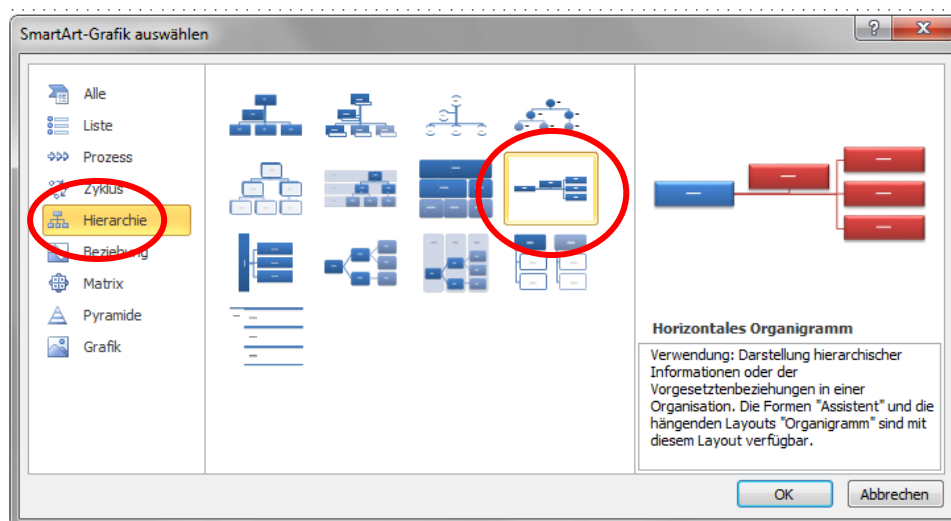 SmartArt-Grafik auswählen
Alle
Liste
Prozess
Zyklus
Hierarchie
Beziehung
Matrix
Pyramide
Grafik
Horizontales Organigramm
Verwendung: Darstellung hierarchischer
Informationen oder der
Vorgesetztenbeziehungen in einer
Organisation. Die Formen "Assistent" und die
hängenden Layouts "Organigramm" sind mit
diesem Layout verfügbar.
OK
Abbrechen